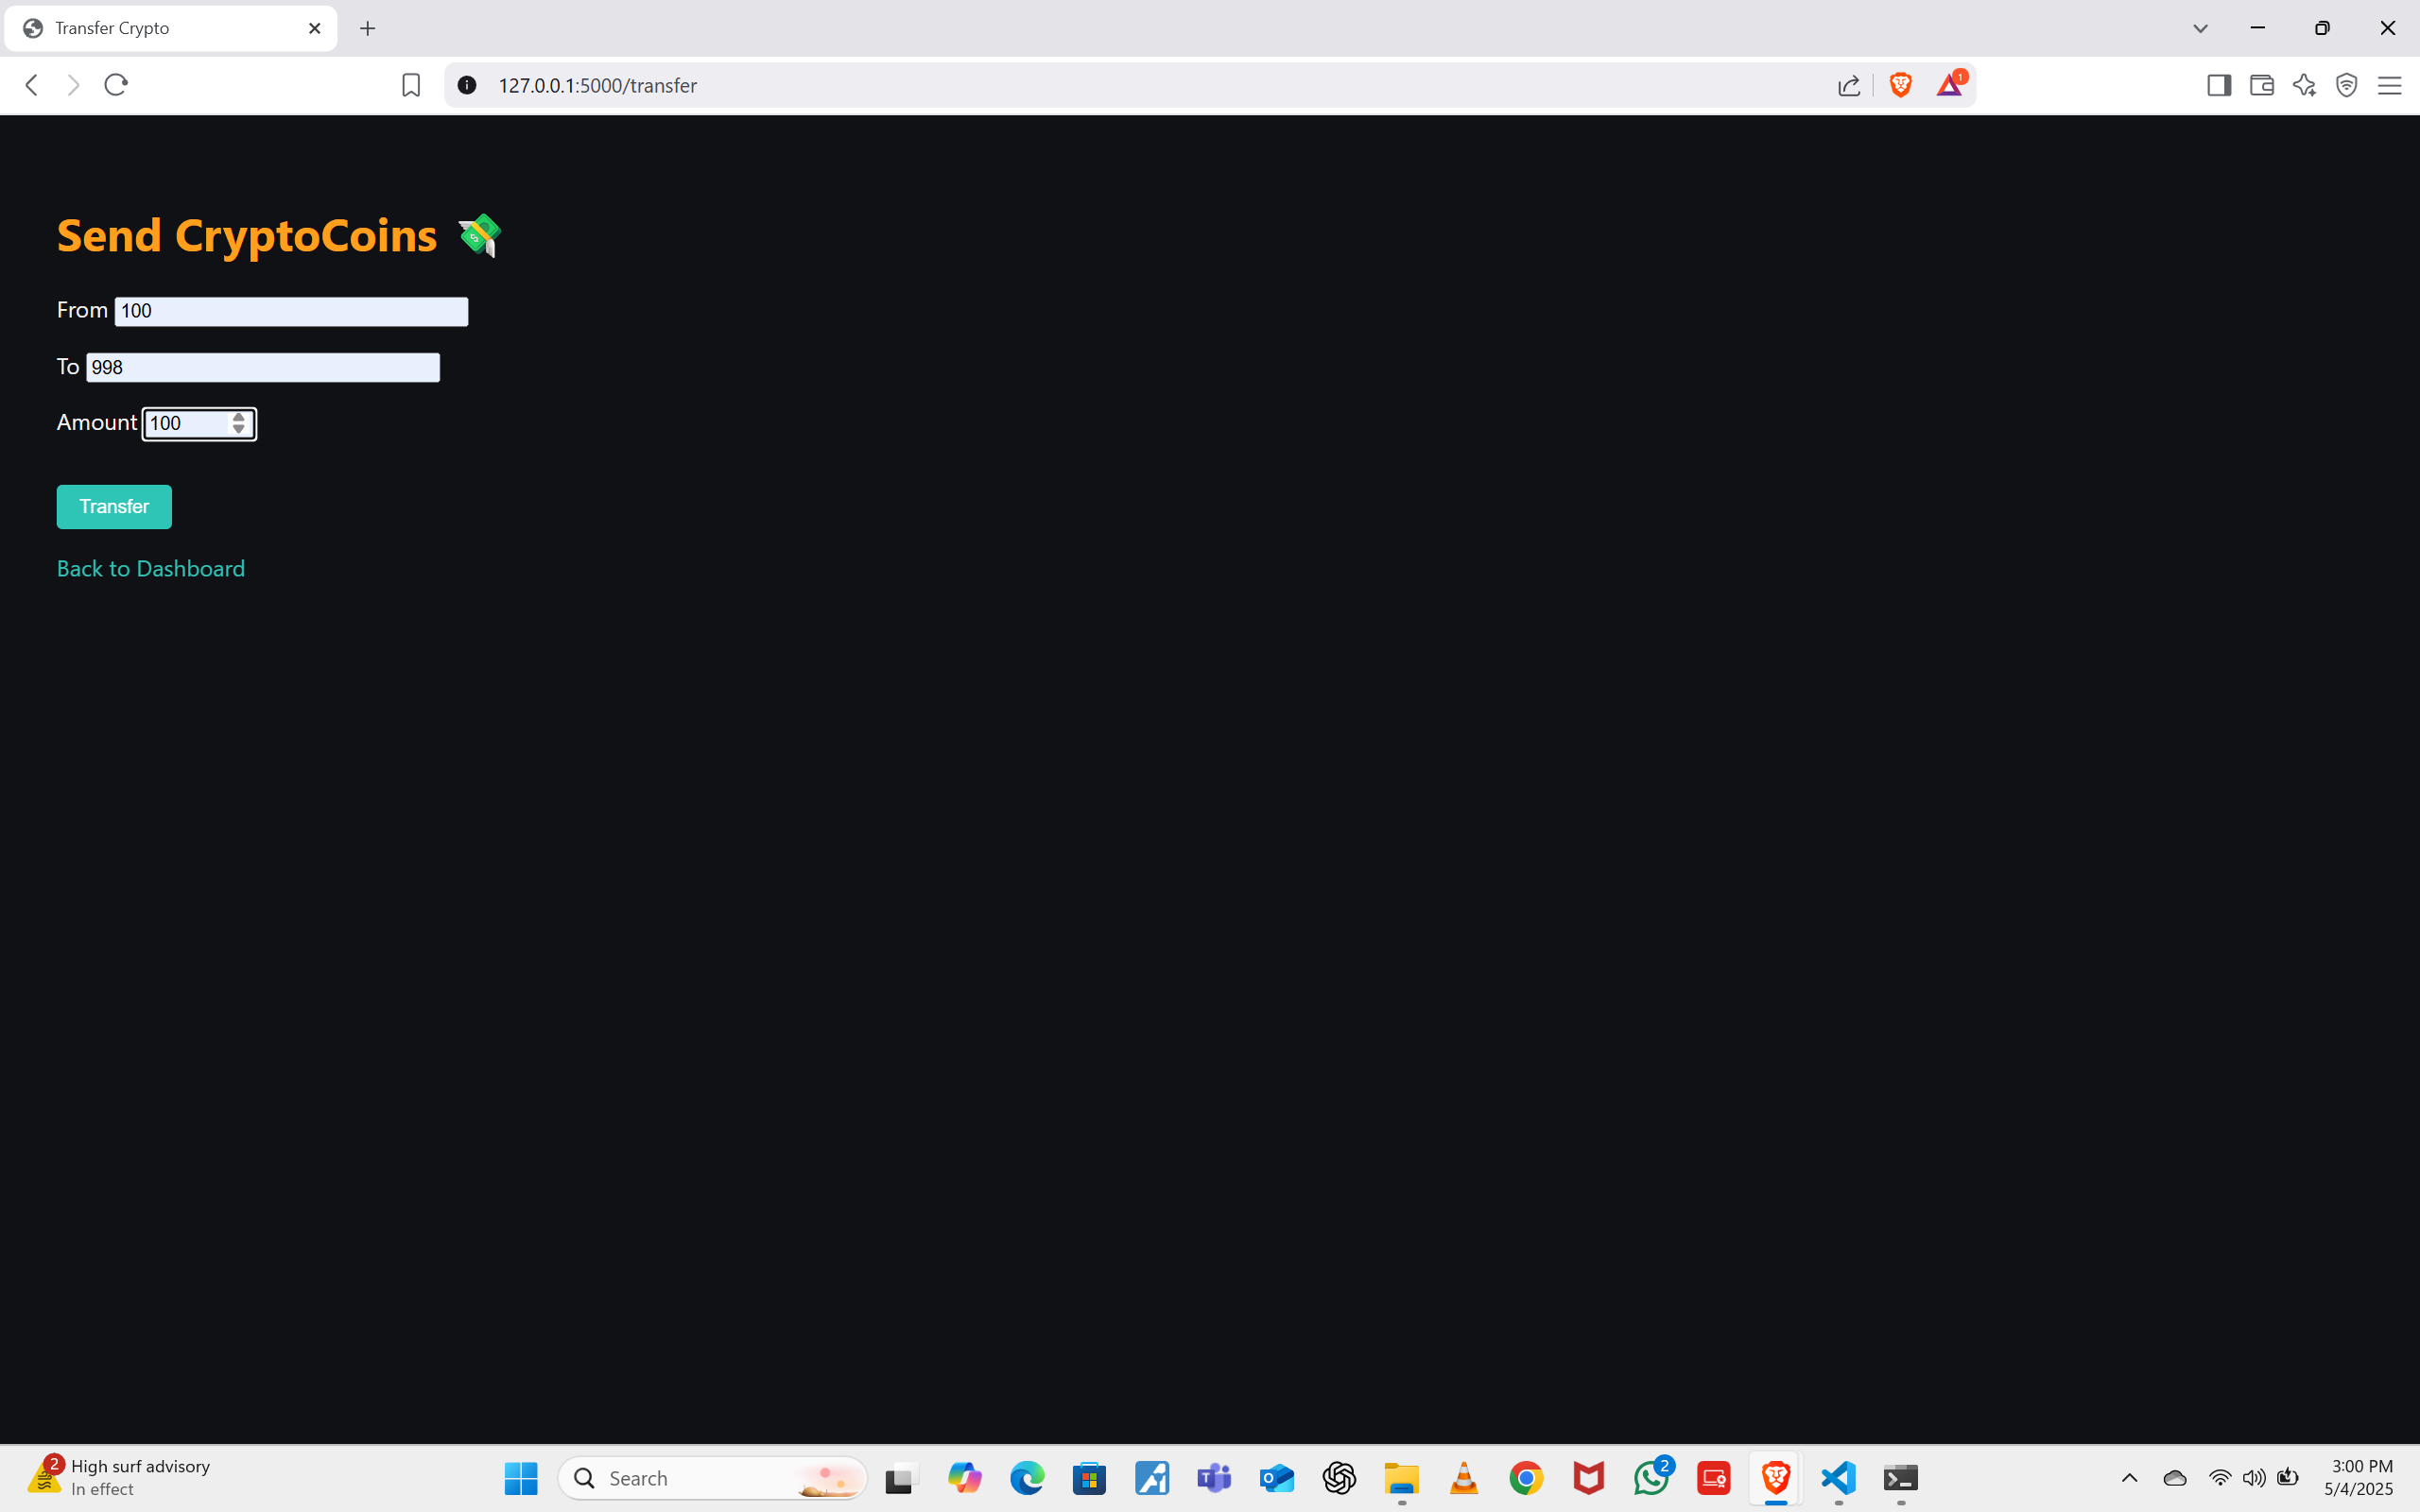 Transfer Crypto
127.0.0.1:5000/transfer
1
Send CryptoCoins
From 100
To 998
Amount 100
Transfer
Back to Dashboard
2
High surf advisory
In effect
Search
2
3:00 PM
5/4/2025